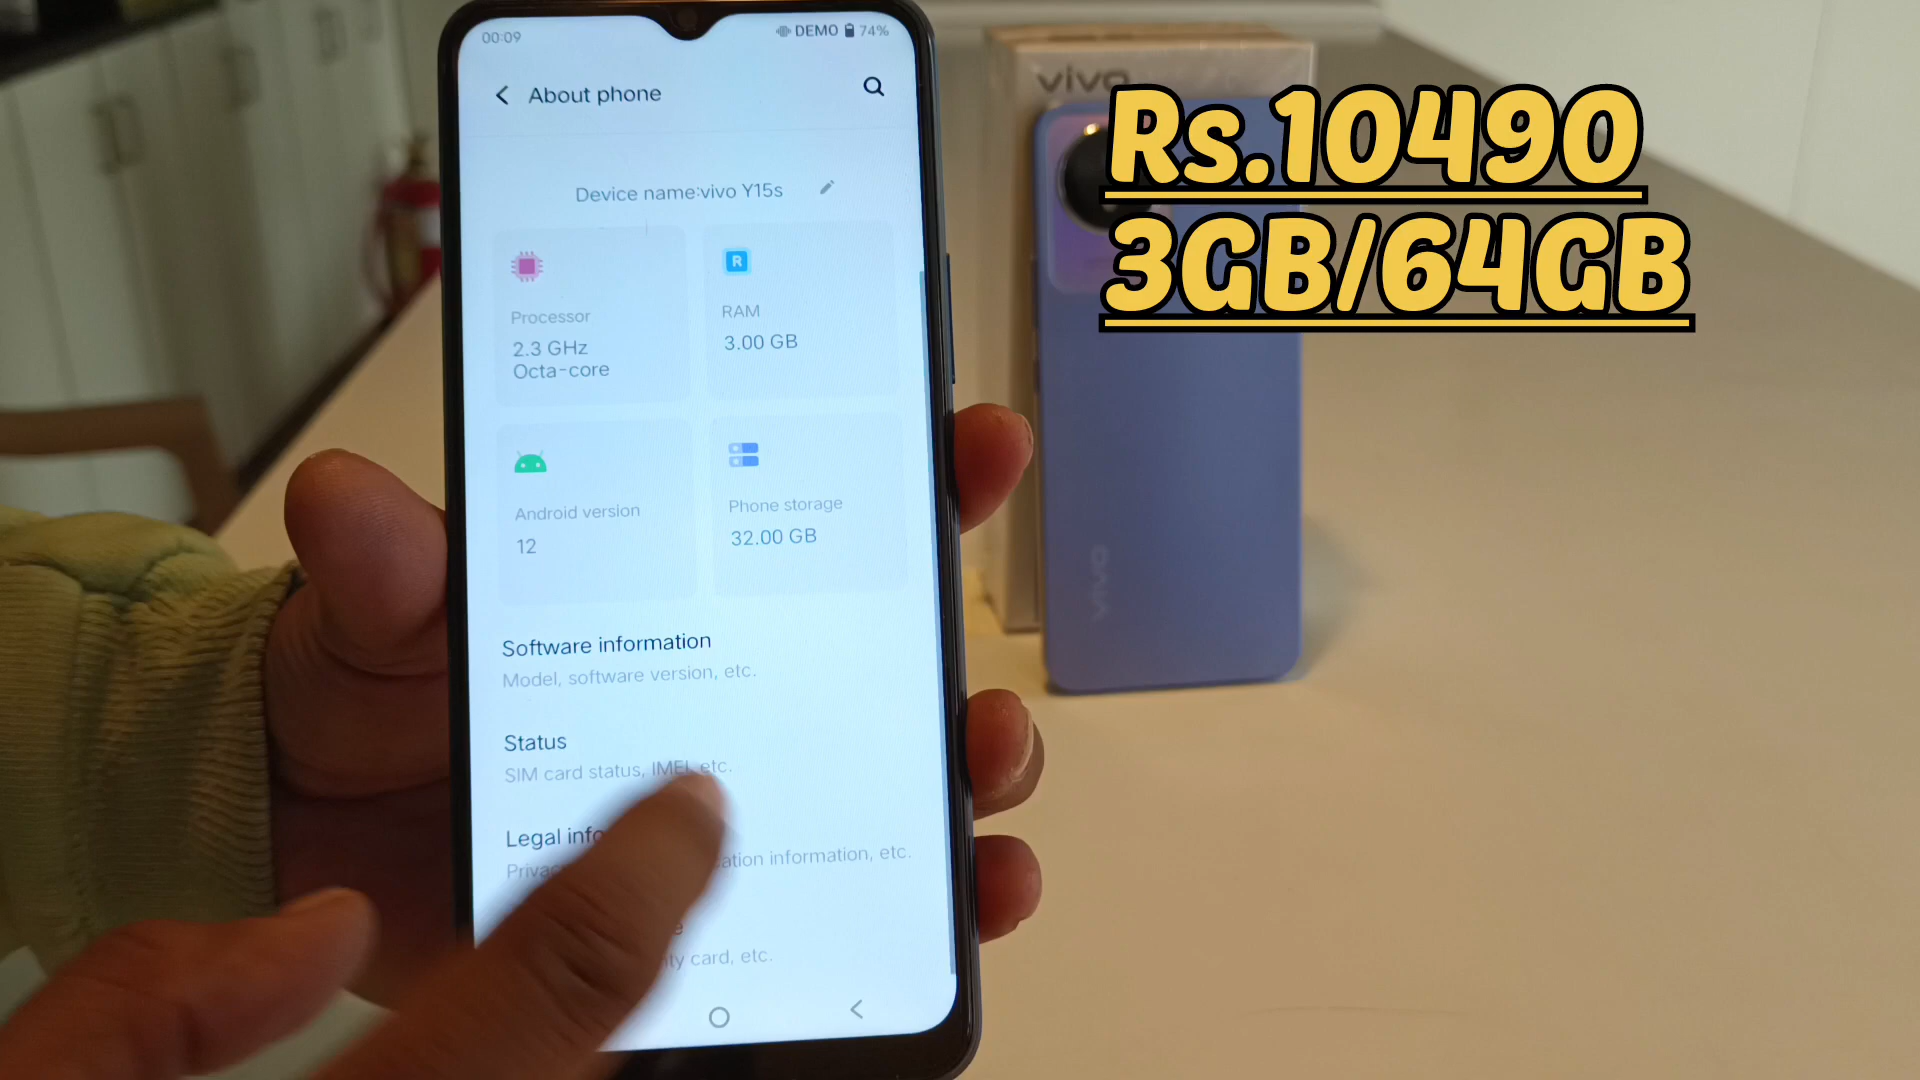 00:09
DEMO 74%
About phone
Device name:vivo Y15s
Processor
2.3 GHz
Octa-core
R
RAM
3.00 GB
Android version
12
Phone storage
32.00 GB
Software information
Model, software version, etc.
Status
SIM card status, IMEI, etc.
Legal info
ation information, etc.
card, etc.
vivo
Rs.10490
3GB/64GB
vivo